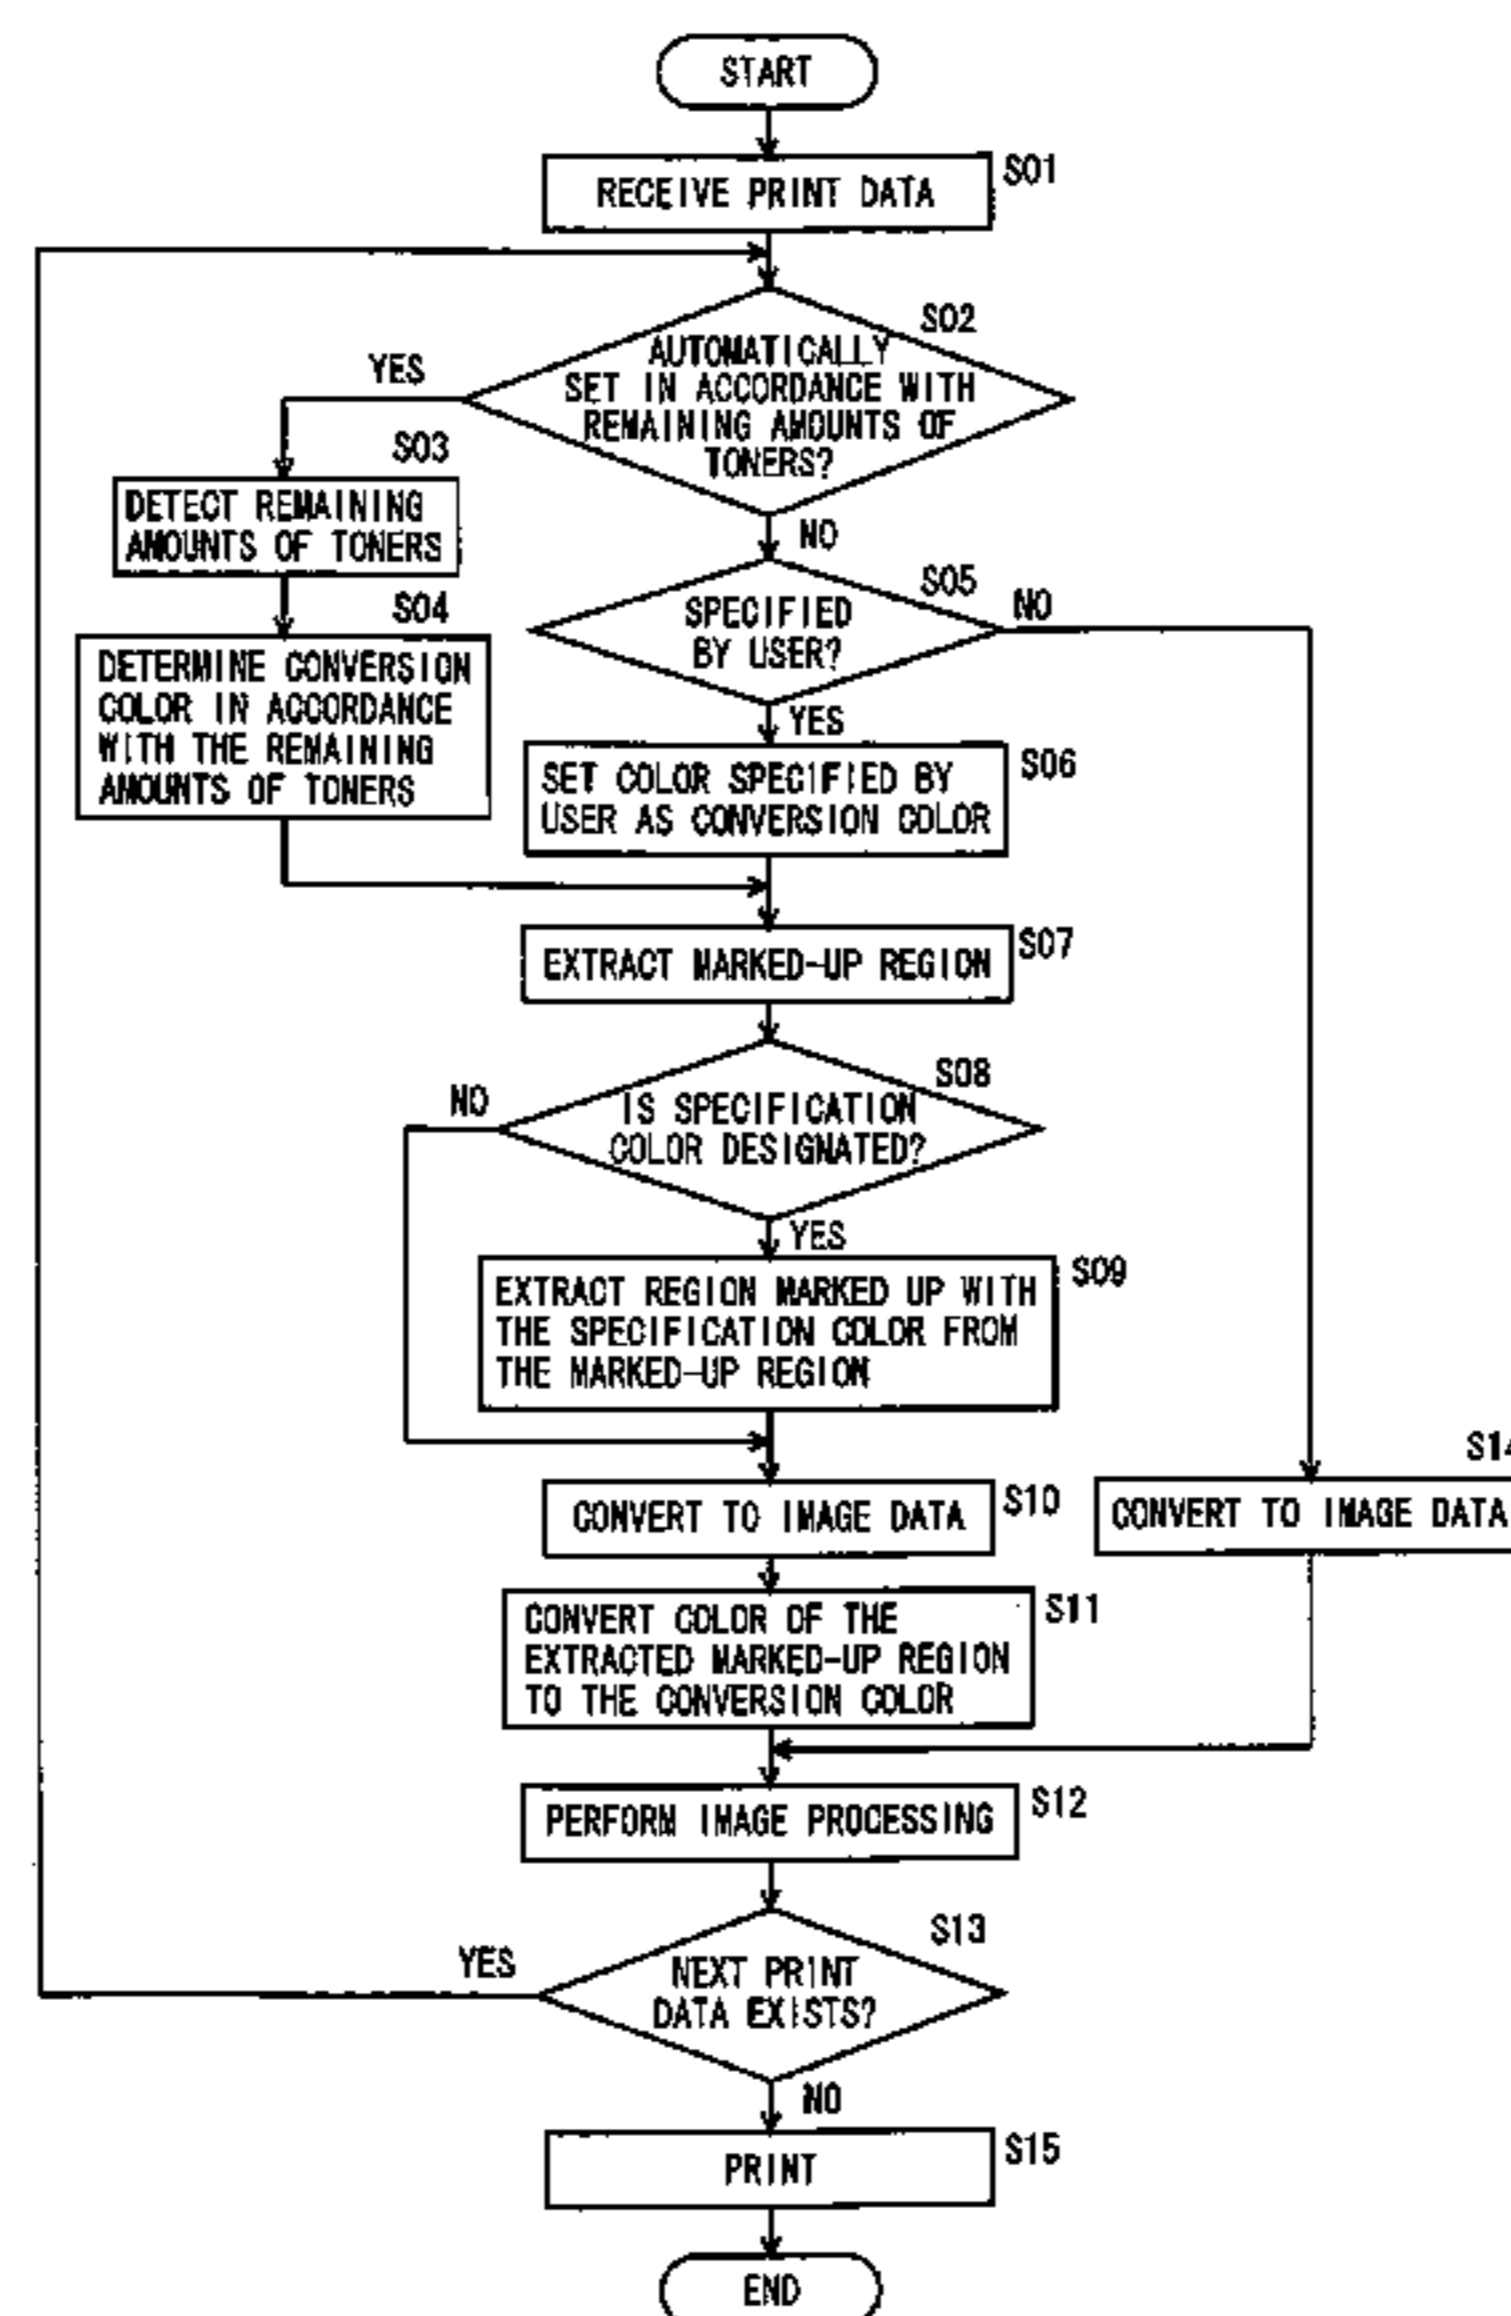 START
RECEIVE PRINT DATA
S01
S02
AUTOMATICALLY
SET IN ACCORDANCE WITH
REMAINING AMOUNTS OF
TONERS?
YES
NO
S03
DETECT REMAINING
AMOUNTS OF TONERS
S04
DETERMINE CONVERSION
COLOR IN ACCORDANCE
WITH THE REMAINING
AMOUNTS OF TONERS
S05
SPECIFIED
BY USER?
NO
YES
SET COLOR SPECIFIED BY
USER AS CONVERSION COLOR
S06
EXTRACT MARKED-UP REGION
S07
S08
IS SPECIFICATION
COLOR DESIGNATED?
NO
YES
EXTRACT REGION MARKED UP WITH
THE SPECIFICATION COLOR FROM
THE MARKED-UP REGION
S09
CONVERT TO IMAGE DATA
S10
S14
CONVERT TO IMAGE DATA
CONVERT COLOR OF THE
EXTRACTED MARKED-UP REGION
TO THE CONVERSION COLOR
S11
PERFORM IMAGE PROCESSING
S12
S13
NEXT PRINT
DATA EXISTS?
YES
NO
PRINT
S15
END